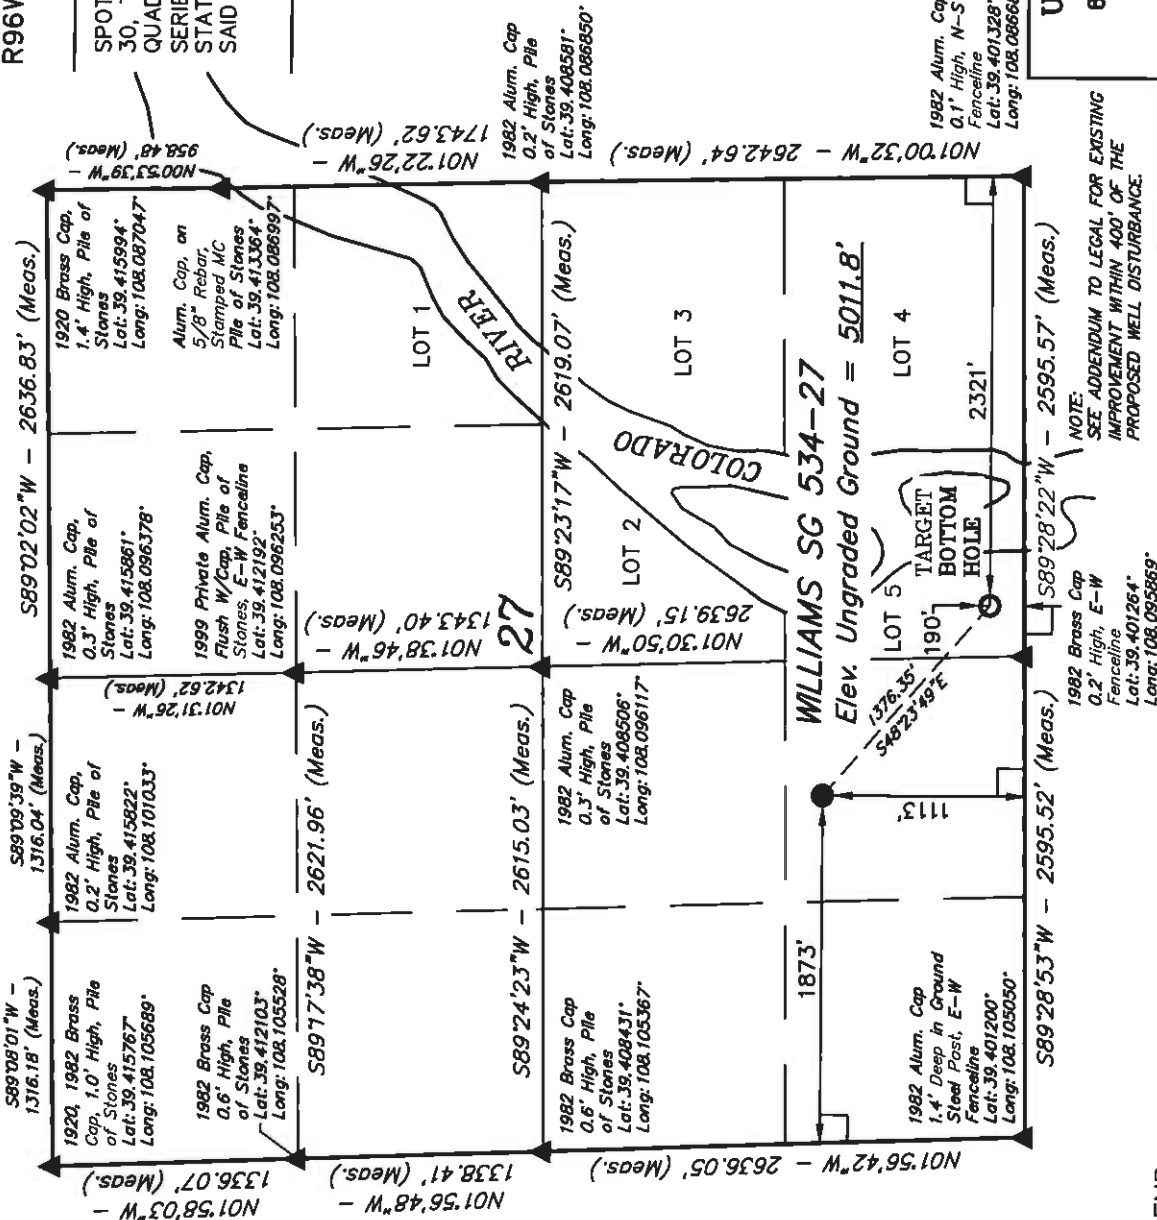 R96W
SPOT
30,
QUAD
SERIE
STAT
SAID
S89°08'01"W –
1316.18' (Meas.)
S89°09'39"W –
1316.04' (Meas.)
S89°02'02"W – 2636.83' (Meas.)
1920, 1982 Brass
Cap, 1.0' High, Pile
of Stones
Lat: 39.415767°
Long: 108.105689°
1982 Alum. Cap,
0.2' High, Pile of
Stones
Lat: 39.415822°
Long: 108.101033°
1982 Alum. Cap,
0.3' High, Pile of
Stones
Lat: 39.415861°
Long: 108.096378°
1920 Brass Cap,
1.4' High, Pile of
Stones
Lat: 39.415994°
Long: 108.087047°
N01°58'03"W –
1336.07' (Meas.)
N01°31'26"W –
1342.62' (Meas.)
N00°53'39"W –
958.48' (Meas.)
1982 Brass Cap
0.6' High, Pile
of Stones
Lat: 39.412103°
Long: 108.105528°
1999 Private Alum. Cap,
Flush W/Cap, Pile of
Stones, E–W Fenceline
Lat: 39.412192°
Long: 108.096253°
Alum. Cap, on
5/8" Rebar,
Stamped MC
Pile of Stones
Lat: 39.413364°
Long: 108.086997°
S89°17'38"W – 2621.96' (Meas.)
N01°56'48"W –
1338.41' (Meas.)
N01°38'46"W –
1343.40' (Meas.)
N01°22'26"W –
1743.62' (Meas.)
LOT 1
RIVER
27
S89°24'23"W – 2615.03' (Meas.)
S89°23'17"W – 2619.07' (Meas.)
1982 Brass Cap
0.6' High, Pile
of Stones
Lat: 39.408431°
Long: 108.105367°
1982 Alum. Cap
0.3' High, Pile
of Stones
Lat: 39.408506°
Long: 108.096117°
1982 Alum. Cap
0.2' High, Pile
of Stones
Lat: 39.408581°
Long: 108.086850°
N01°56'42"W – 2636.05' (Meas.)
N01°30'50"W –
2639.15' (Meas.)
N01°00'32"W – 2642.64' (Meas.)
LOT 2
COLORADO
LOT 3
WILLIAMS SG 534-27
Elev. Ungraded Ground = 5011.8'
1873'
1113'
1376.35'
S48°23'49"E
LOT 5
190'
TARGET
BOTTOM
HOLE
2321'
LOT 4
1982 Alum. Cap
1.4' Deep in Ground
Steel Post, E–W
Fenceline
Lat: 39.401200°
Long: 108.105050°
S89°28'53"W – 2595.52' (Meas.)
S89°28'22"W – 2595.57' (Meas.)
1982 Brass Cap
0.2' High, E–W
Fenceline
Lat: 39.401264°
Long: 108.095869°
1982 Alum. Cap
0.1' High, N–S
Fenceline
Lat: 39.401328°
NOTE:
SEE ADDENDUM TO LEGAL FOR EXISTING
IMPROVEMENT WITHIN 400' OF THE
PROPOSED WELL DISTURBANCE.